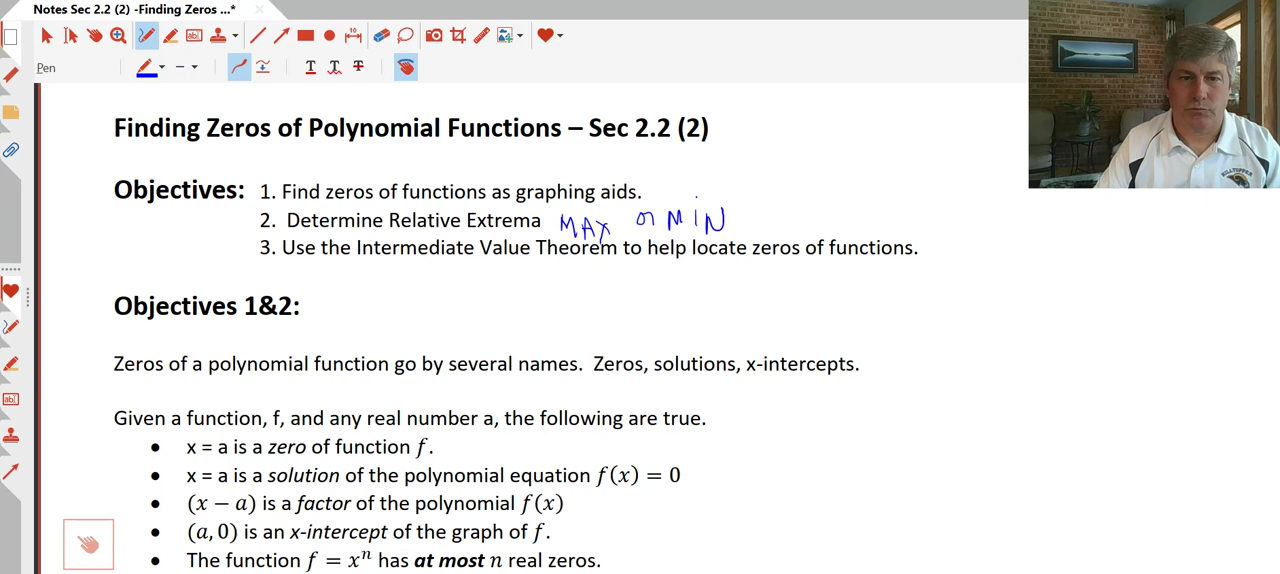 Notes Sec 2.2 (2) -Finding Zeros ...*
Pen
Finding Zeros of Polynomial Functions – Sec 2.2 (2)
Objectives: 1. Find zeros of functions as graphing aids.
2. Determine Relative Extrema MAX or MiN
3. Use the Intermediate Value Theorem to help locate zeros of functions.
Objectives 1&2:
Zeros of a polynomial function go by several names. Zeros, solutions, x-intercepts.
Given a function, f, and any real number a, the following are true.
• x = a is a zero of function f.
• x = a is a solution of the polynomial equation f(x) = 0
• (x − a) is a factor of the polynomial f(x)
• (a, 0) is an x-intercept of the graph of f.
• The function f = xⁿ has at most n real zeros.